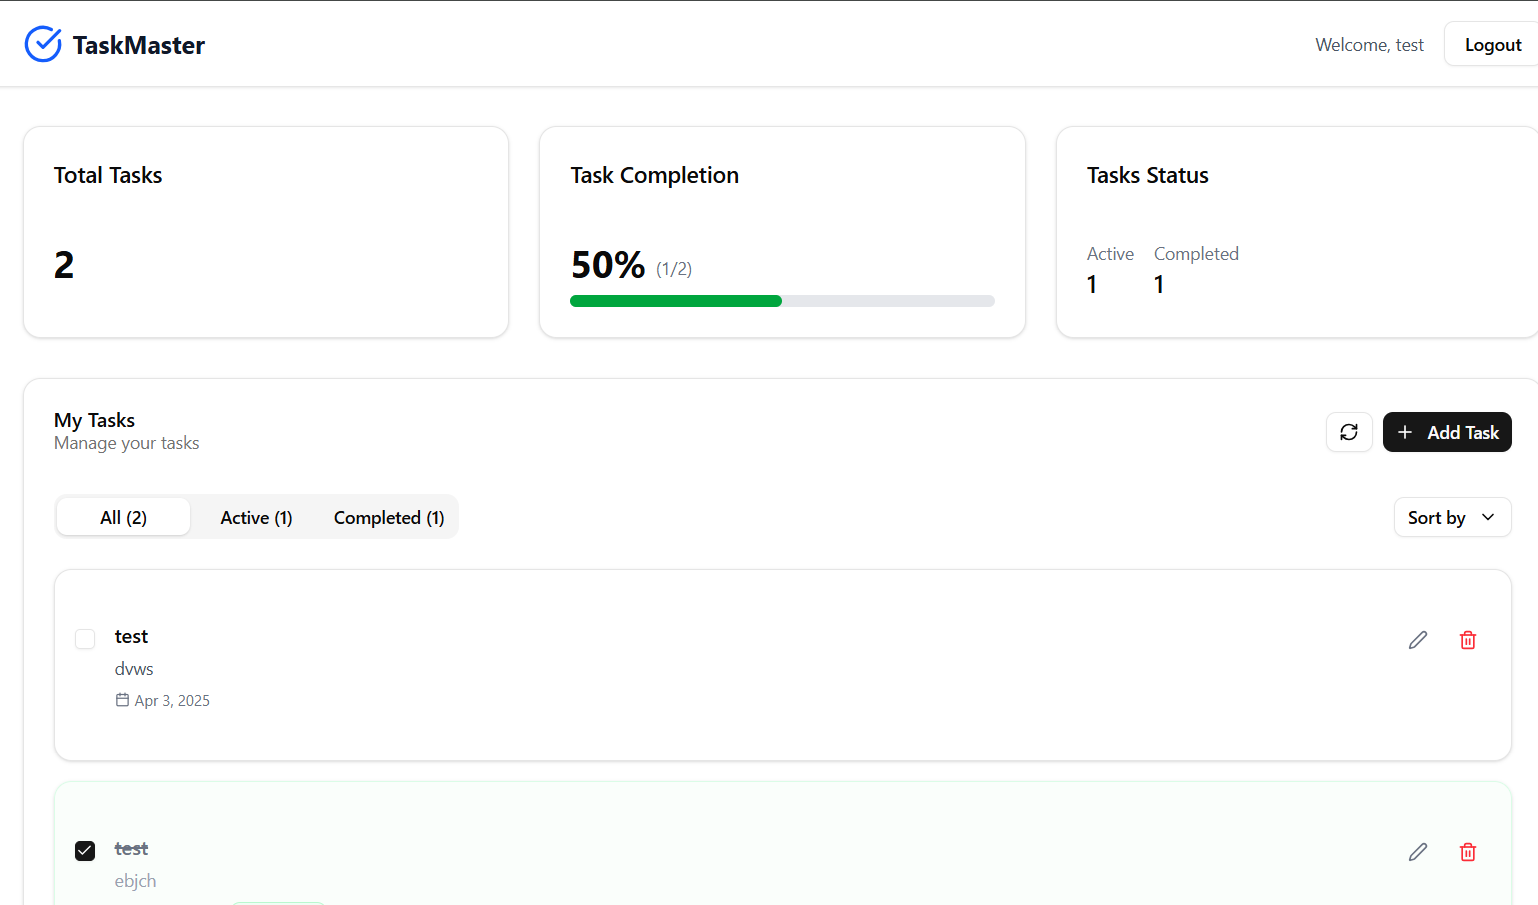 TaskMaster
Welcome, test
Logout
Total Tasks
2
Task Completion
50% (1/2)
Tasks Status
Active Completed
1 1
My Tasks
Manage your tasks
Add Task
All (2) Active (1) Completed (1)
Sort by
test
dvws
Apr 3, 2025
test
ebjch